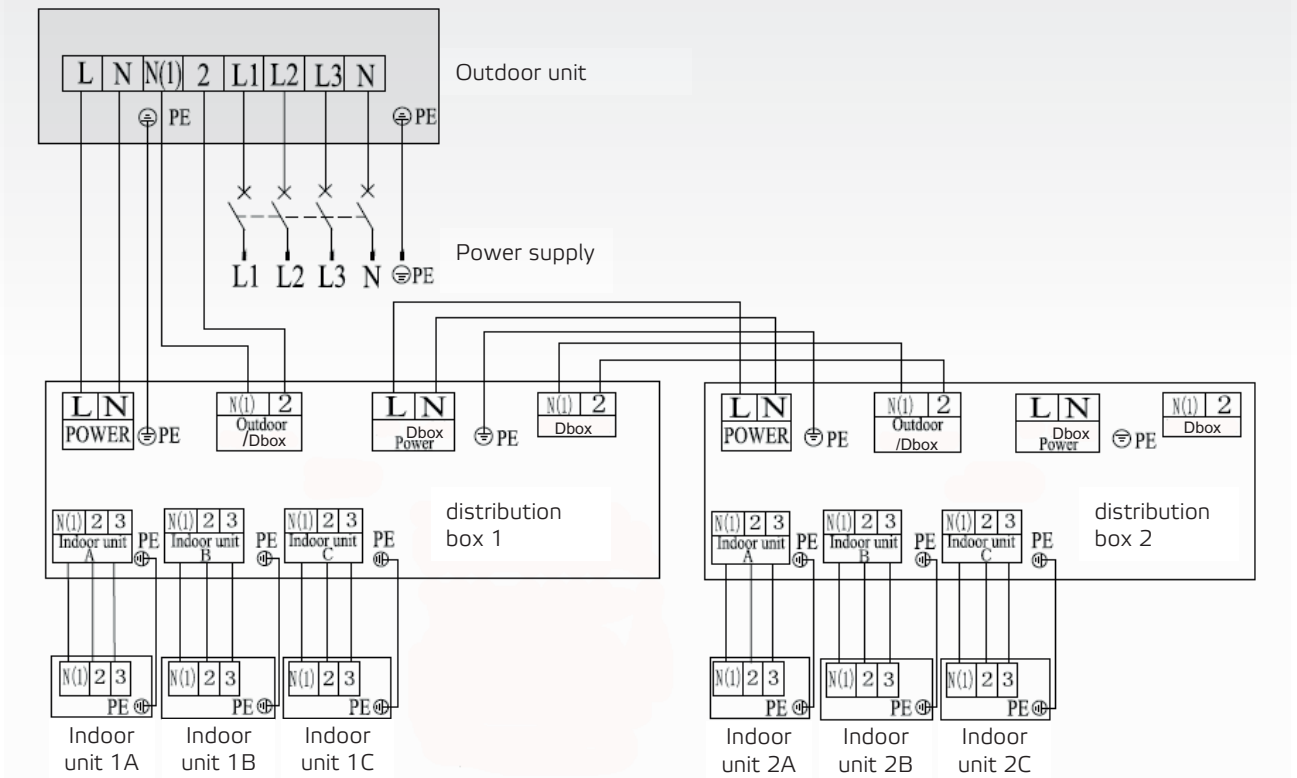 L N N(1) 2 L1 L2 L3 N
Outdoor unit
PE PE
Power supply
L1 L2 L3 N PE
L N
POWER
PE
N(1) 2
Outdoor
/Dbox
L N
Dbox
Power
PE
N(1) 2
Dbox
L N
POWER
PE
N(1) 2
Outdoor
/Dbox
L N
Dbox
Power
PE
N(1) 2
Dbox
distribution
box 1
distribution
box 2
N(1) 2 3
Indoor unit
A
PE
N(1) 2 3
Indoor unit
B
PE
N(1) 2 3
Indoor unit
C
PE
N(1) 2 3
Indoor unit
A
PE
N(1) 2 3
Indoor unit
B
PE
N(1) 2 3
Indoor unit
C
PE
N(1) 2 3
PE
Indoor
unit 1A
N(1) 2 3
PE
Indoor
unit 1B
N(1) 2 3
PE
Indoor
unit 1C
N(1) 2 3
PE
Indoor
unit 2A
N(1) 2 3
PE
Indoor
unit 2B
N(1) 2 3
PE
Indoor
unit 2C